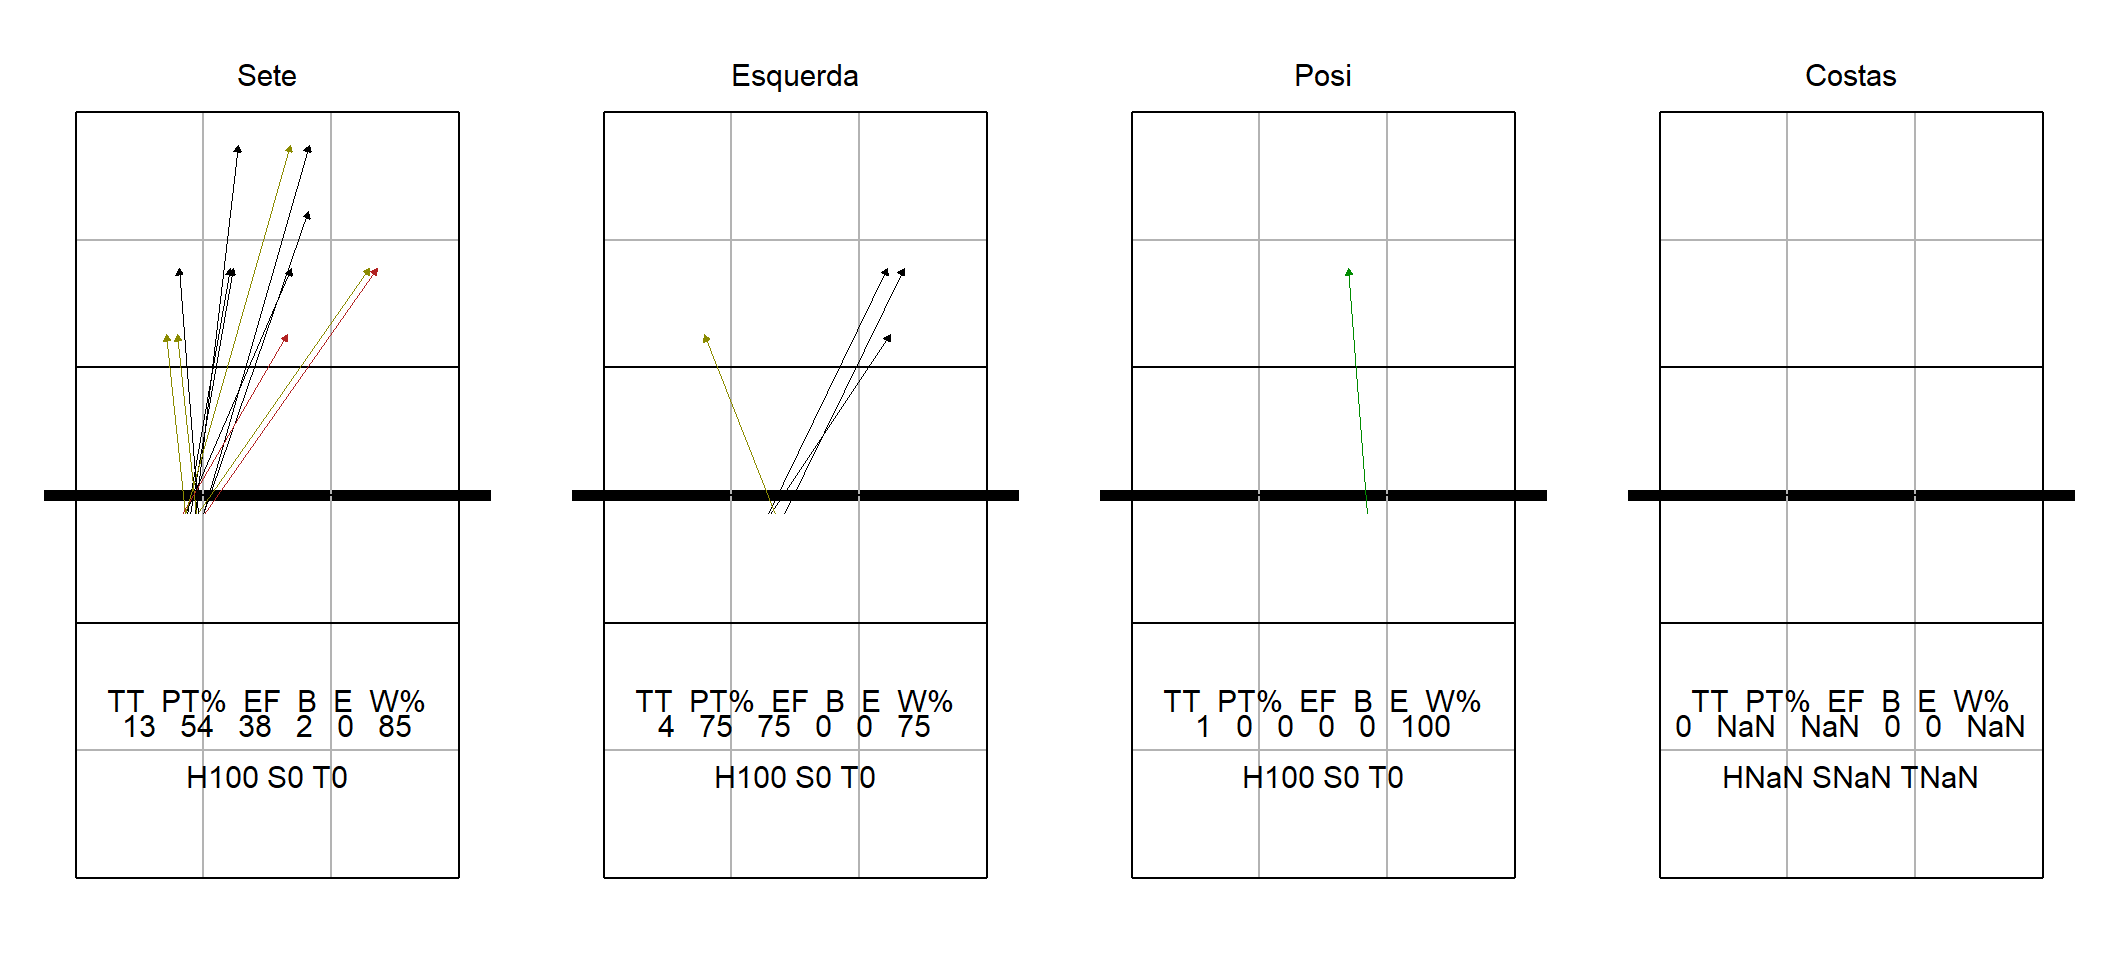 Sete
TT PT% EF B E W%
13 54 38 2 0 85
H100 S0 T0
Esquerda
TT PT% EF B E W%
4 75 75 0 0 75
H100 S0 T0
Posi
TT PT% EF B E W%
1 0 0 0 0 100
H100 S0 T0
Costas
TT PT% EF B E W%
0 NaN NaN 0 0 NaN
HNaN SNaN TNaN